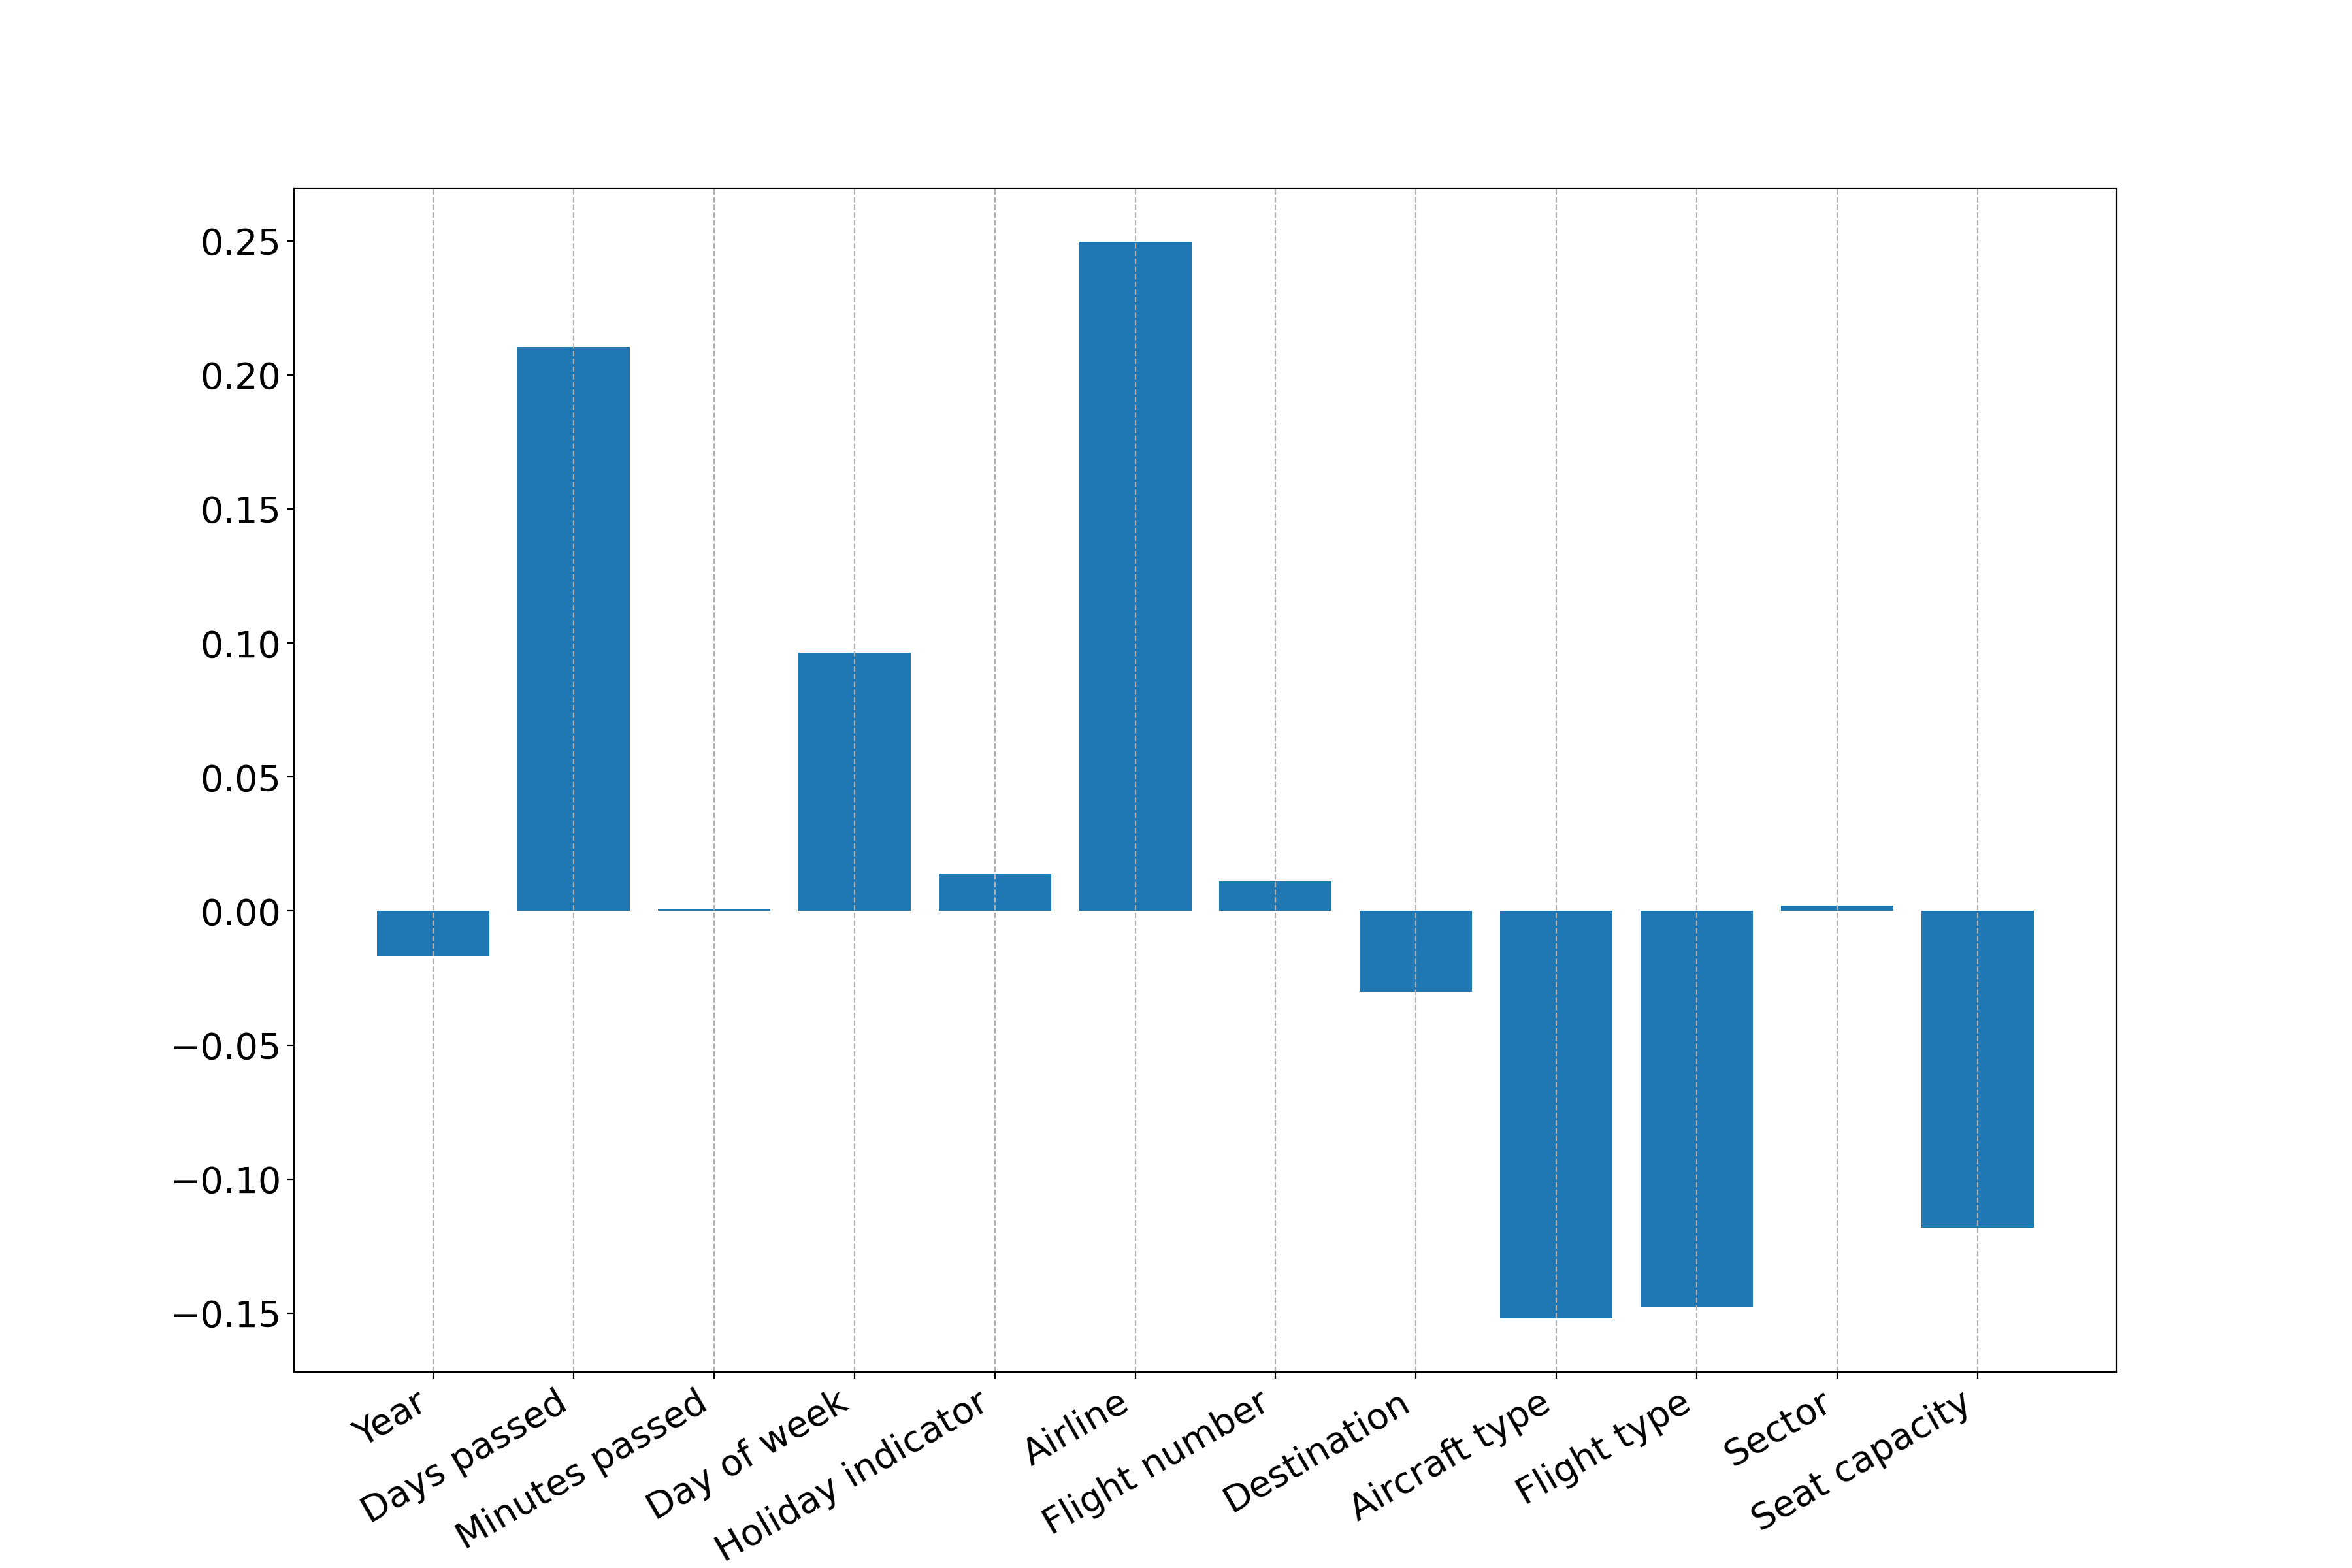 0.25
0.20
0.15
0.10
0.05
0.00
−0.05
−0.10
−0.15
Year
Days passed
Minutes passed
Day of week
Holiday indicator
Airline
Flight number
Destination
Aircraft type
Flight type
Sector
Seat capacity